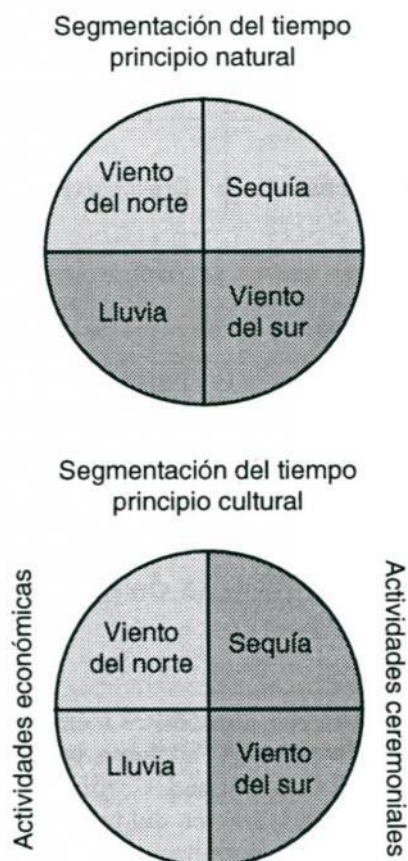 Segmentación del tiempo
principio natural
Viento
del norte
Sequía
Lluvia
Viento
del sur
Segmentación del tiempo
principio cultural
Actividades económicas
Viento
del norte
Sequía
Lluvia
Viento
del sur
Actividades ceremoniales